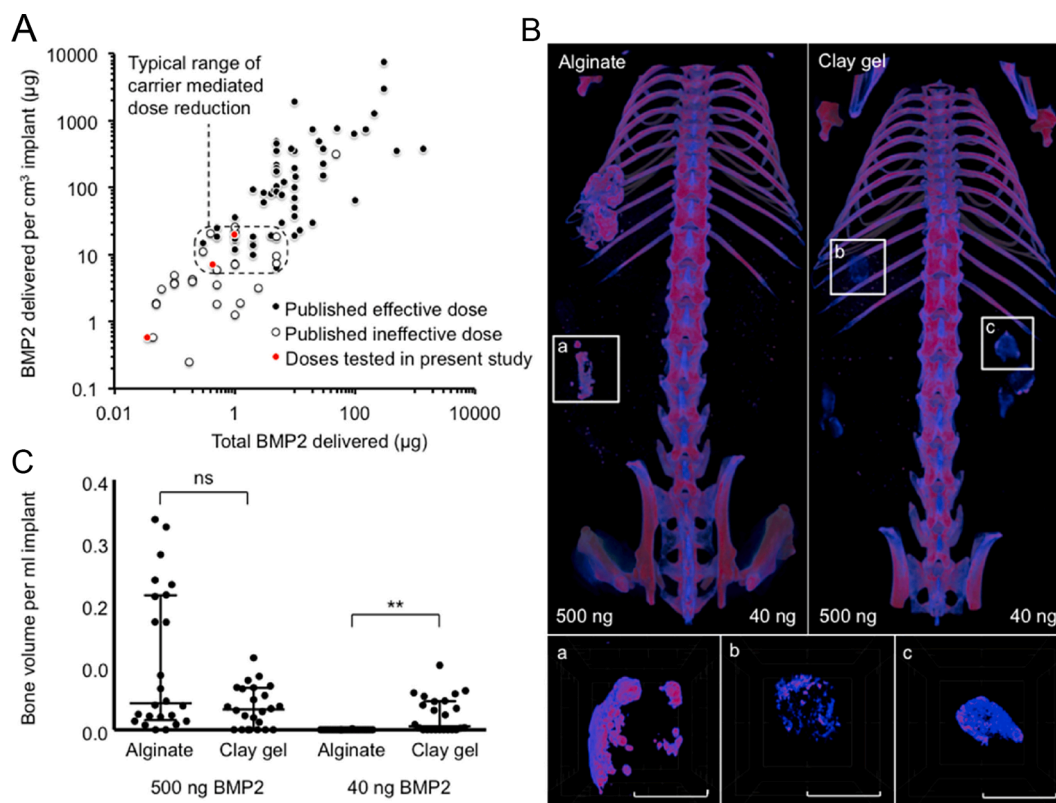 A
BMP2 delivered per cm³ implant (µg)
10000
1000
100
10
1
0.1
0.01
1
100
10000
Total BMP2 delivered (µg)
Typical range of
carrier mediated
dose reduction
Published effective dose
Published ineffective dose
Doses tested in present study
B
Alginate
Clay gel
a
b
c
500 ng
40 ng
500 ng
40 ng
a
b
c
C
Bone volume per ml implant
0.4
0.3
0.2
0.0
0.0
ns
**
Alginate
Clay gel
Alginate
Clay gel
500 ng BMP2
40 ng BMP2